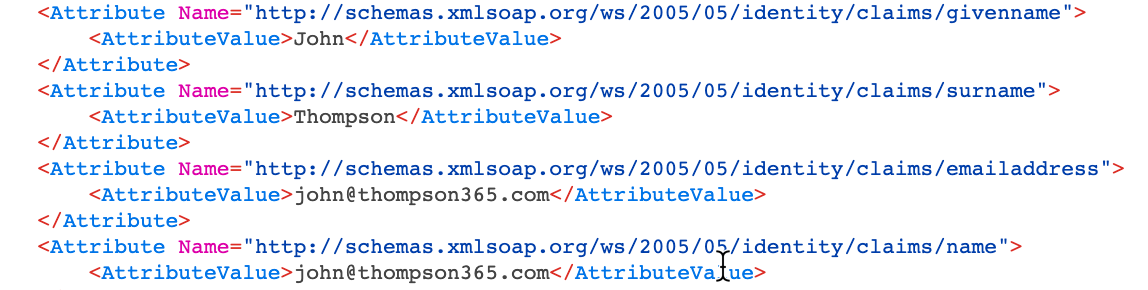 <Attribute Name="http://schemas.xmlsoap.org/ws/2005/05/identity/claims/givenname">
<AttributeValue>John</AttributeValue>
</Attribute>
<Attribute Name="http://schemas.xmlsoap.org/ws/2005/05/identity/claims/surname">
<AttributeValue>Thompson</AttributeValue>
</Attribute>
<Attribute Name="http://schemas.xmlsoap.org/ws/2005/05/identity/claims/emailaddress">
<AttributeValue>john@thompson365.com</AttributeValue>
</Attribute>
<Attribute Name="http://schemas.xmlsoap.org/ws/2005/05/identity/claims/name">
<AttributeValue>john@thompson365.com</AttributeValue>